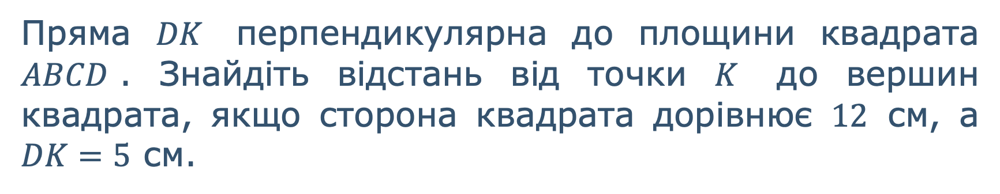 Пряма DK перпендикулярна до площини квадрата
ABCD . Знайдіть відстань від точки K до вершин
квадрата, якщо сторона квадрата дорівнює 12 см, а
DK = 5 см.